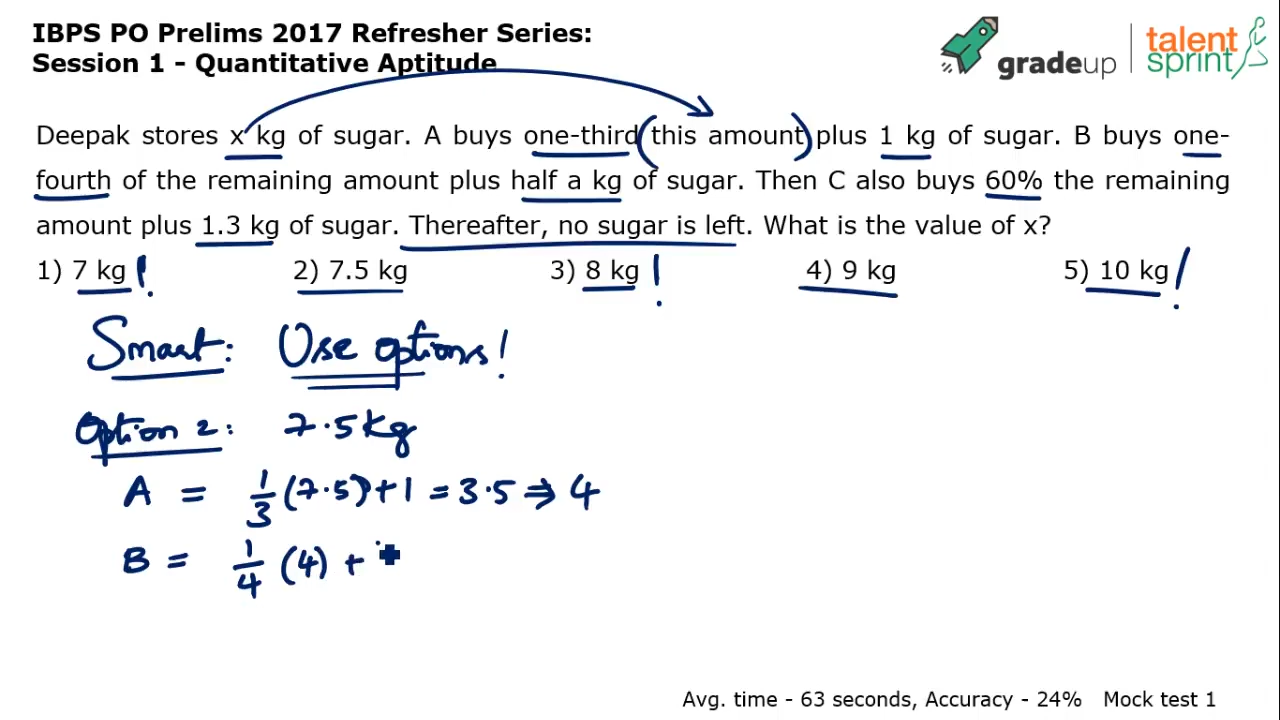 IBPS PO Prelims 2017 Refresher Series:
Session 1 - Quantitative Aptitude
gradeup
talent
sprint
Deepak stores x kg of sugar. A buys one-third (this amount) plus 1 kg of sugar. B buys one-
fourth of the remaining amount plus half a kg of sugar. Then C also buys 60% the remaining
amount plus 1.3 kg of sugar. Thereafter, no sugar is left. What is the value of x?
1) 7 kg ! 2) 7.5 kg 3) 8 kg ! 4) 9 kg 5) 10 kg !
Smart: Use options!
Option 2: 7.5 kg
A = 1/3 (7.5) + 1 = 3.5 ⇒ 4
B = 1/4 (4) +
Avg. time - 63 seconds, Accuracy - 24% Mock test 1